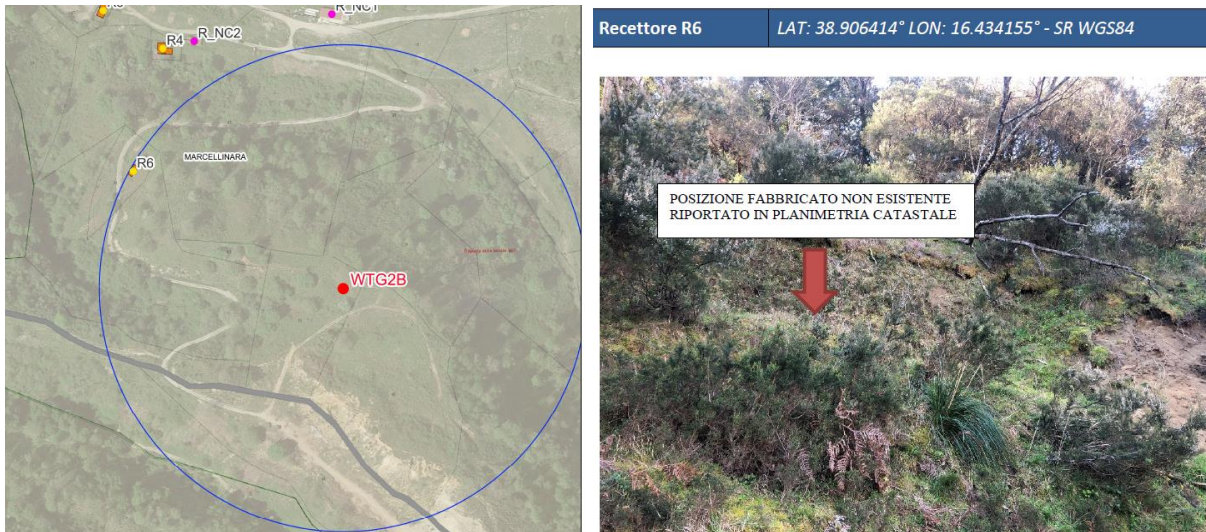 R_NC1
R4
R_NC2
R6
MARCELLINARA
WTG2B
Recettore R6
LAT: 38.906414° LON: 16.434155° - SR WGS84
POSIZIONE FABBRICATO NON ESISTENTE
RIPORTATO IN PLANIMETRIA CATASTALE